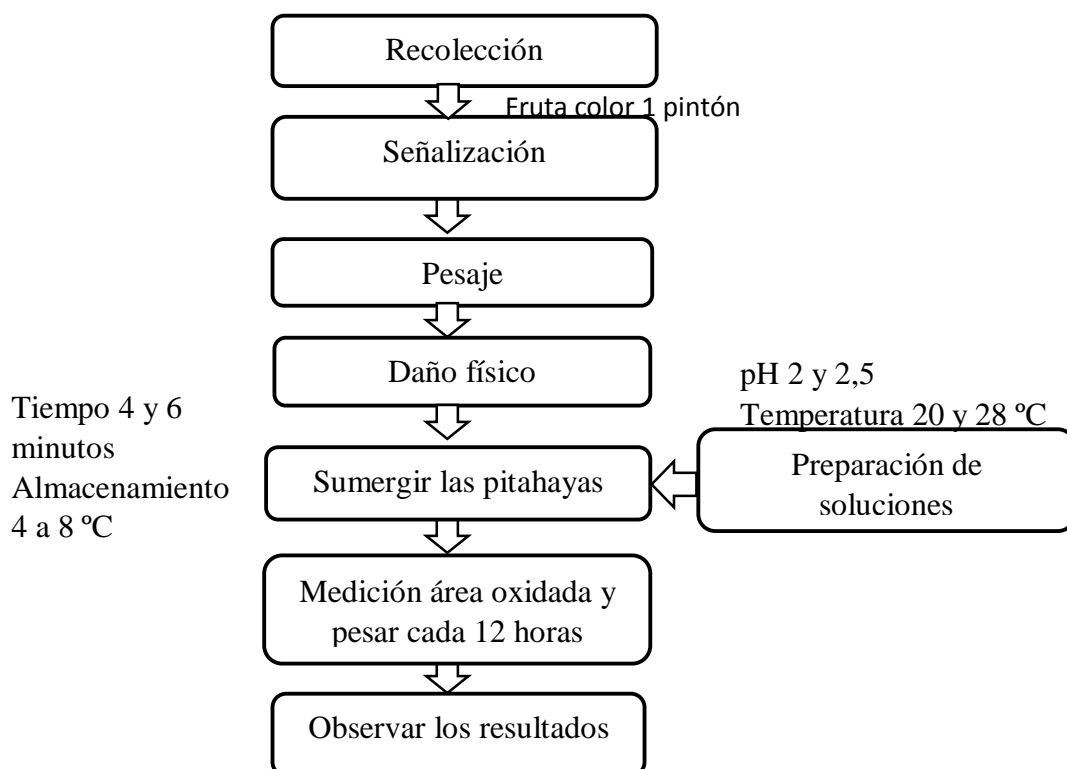 Recolección
Fruta color 1 pintón
Señalización
Pesaje
Daño físico
pH 2 y 2,5
Temperatura 20 y 28 ºC
Tiempo 4 y 6
minutos
Almacenamiento
4 a 8 ºC
Sumergir las pitahayas
Preparación de
soluciones
Medición área oxidada y
pesar cada 12 horas
Observar los resultados